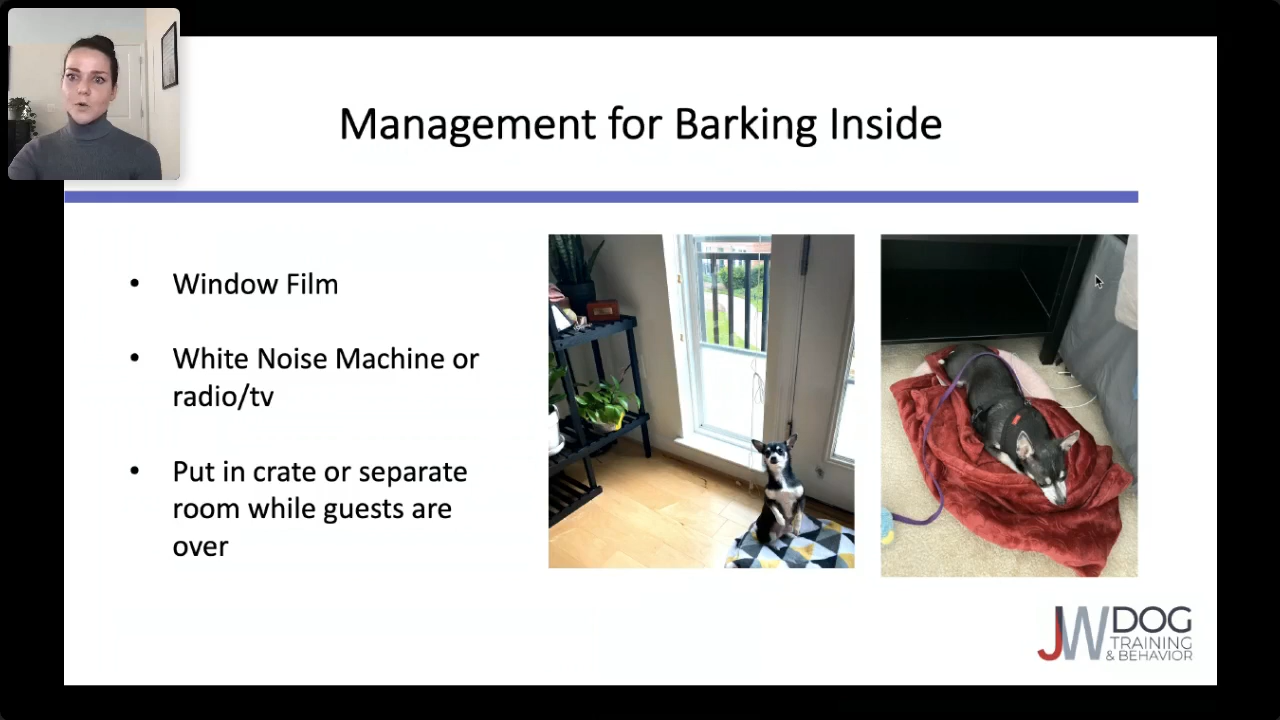 Management for Barking Inside
• Window Film
• White Noise Machine or
radio/tv
• Put in crate or separate
room while guests are
over
JW DOG
TRAINING
& BEHAVIOR